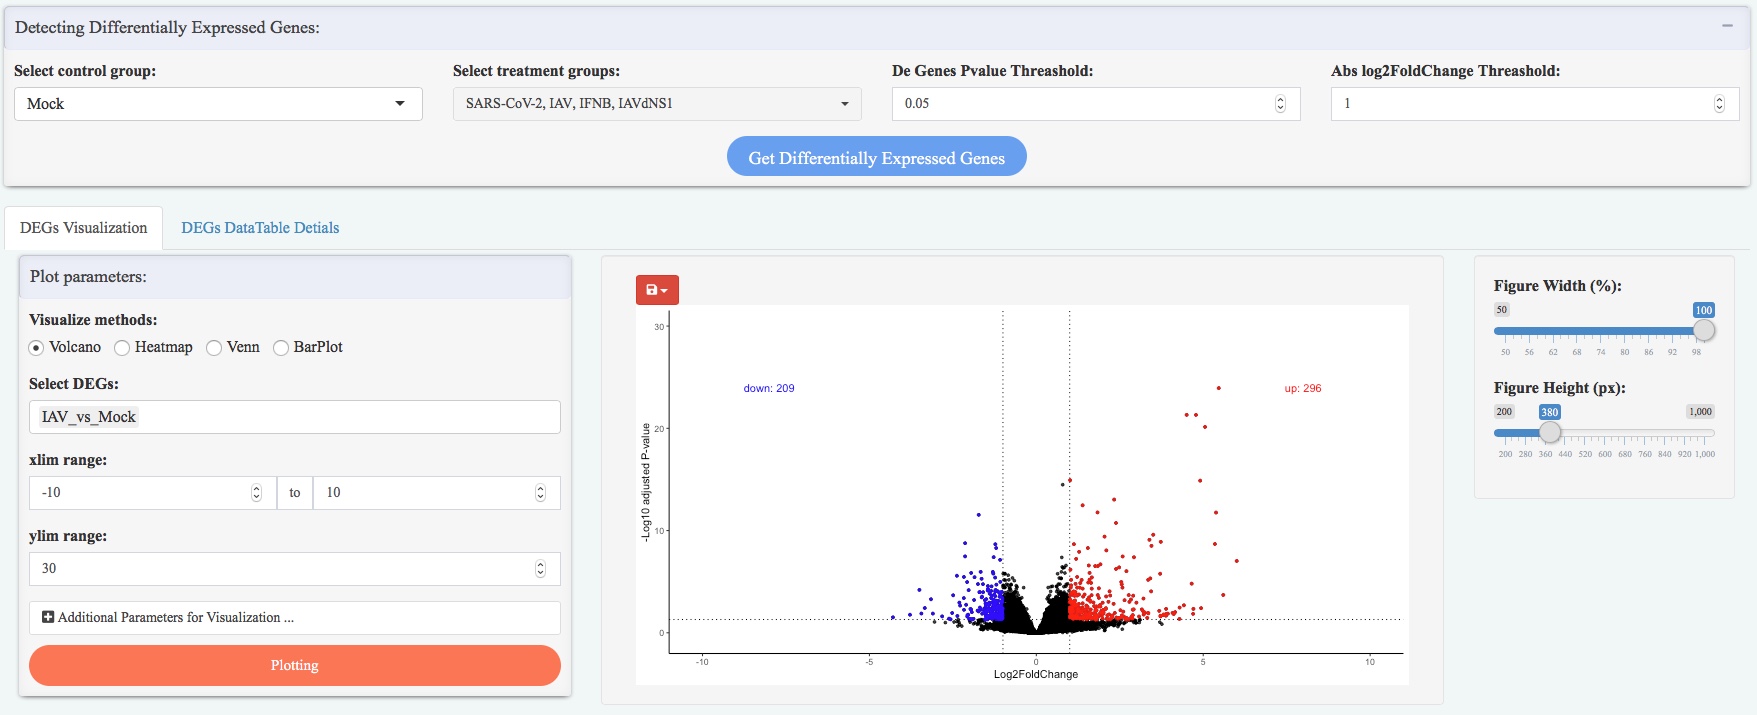 Detecting Differentially Expressed Genes:
Select control group: Select treatment groups: De Genes Pvalue Threashold: Abs log2FoldChange Threashold:
Mock SARS-CoV-2, IAV, IFNB, IAVdNS1 0.05 1
Get Differentially Expressed Genes
DEGs Visualization DEGs DataTable Detials
Plot parameters:
Visualize methods:
Volcano Heatmap Venn BarPlot
Select DEGs:
IAV_vs_Mock
xlim range:
-10 to 10
ylim range:
30
Additional Parameters for Visualization ...
Plotting
30
20
10
0
-Log10 adjusted P-value
down: 209
up: 296
-10 -5 0 5 10
Log2FoldChange
Figure Width (%):
50 100
50 56 62 68 74 80 86 92 98
Figure Height (px):
200 380 1,000
200 280 360 440 520 600 680 760 840 920 1,000